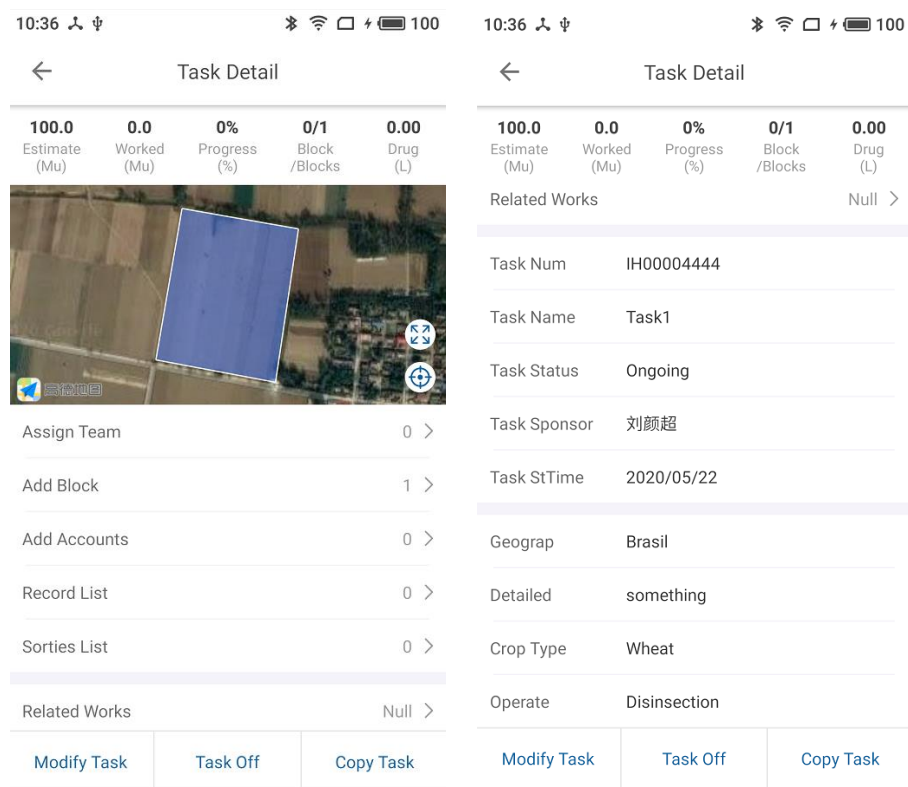 10:36
100
Task Detail
100.0 0.0 0% 0/1 0.00
Estimate Worked Progress Block Drug
(Mu) (Mu) (%) /Blocks (L)
高德地图
Assign Team 0
Add Block 1
Add Accounts 0
Record List 0
Sorties List 0
Related Works Null
Modify Task Task Off Copy Task
10:36
100
Task Detail
100.0 0.0 0% 0/1 0.00
Estimate Worked Progress Block Drug
(Mu) (Mu) (%) /Blocks (L)
Related Works Null
Task Num IH00004444
Task Name Task1
Task Status Ongoing
Task Sponsor 刘颜超
Task StTime 2020/05/22
Geograp Brasil
Detailed something
Crop Type Wheat
Operate Disinsection
Modify Task Task Off Copy Task